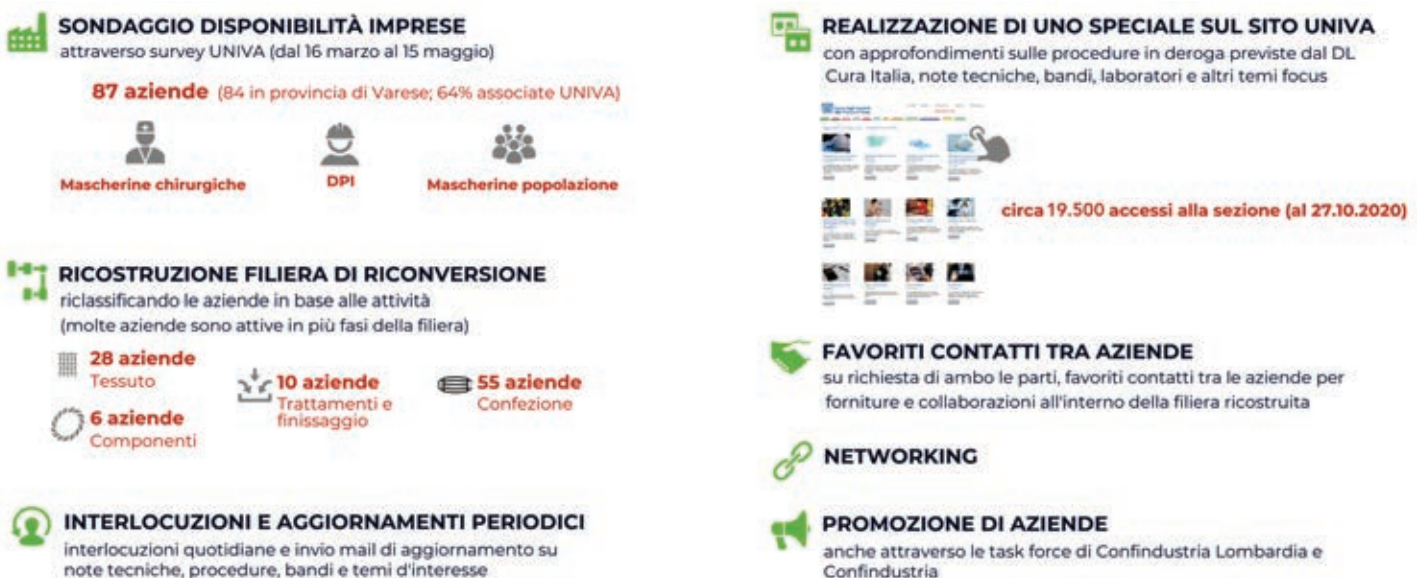 SONDAGGIO DISPONIBILITÀ IMPRESE
attraverso survey UNIVA (dal 16 marzo al 15 maggio)
87 aziende (84 in provincia di Varese; 64% associate UNIVA)
Mascherine chirurgiche
DPI
Mascherine popolazione
RICOSTRUZIONE FILIERA DI RICONVERSIONE
riclassificando le aziende in base alle attività
(molte aziende sono attive in più fasi della filiera)
28 aziende
Tessuto
6 aziende
Componenti
10 aziende
Trattamenti e
finissaggio
55 aziende
Confezione
INTERLOCUZIONI E AGGIORNAMENTI PERIODICI
interlocuzioni quotidiane e invio mail di aggiornamento su
note tecniche, procedure, bandi e temi d'interesse
REALIZZAZIONE DI UNO SPECIALE SUL SITO UNIVA
con approfondimenti sulle procedure in deroga previste dal DL
Cura Italia, note tecniche, bandi, laboratori e altri temi focus
circa 19.500 accessi alla sezione (al 27.10.2020)
FAVORITI CONTATTI TRA AZIENDE
su richiesta di ambo le parti, favoriti contatti tra le aziende per
forniture e collaborazioni all'interno della filiera ricostruita
NETWORKING
PROMOZIONE DI AZIENDE
anche attraverso le task force di Confindustria Lombardia e
Confindustria